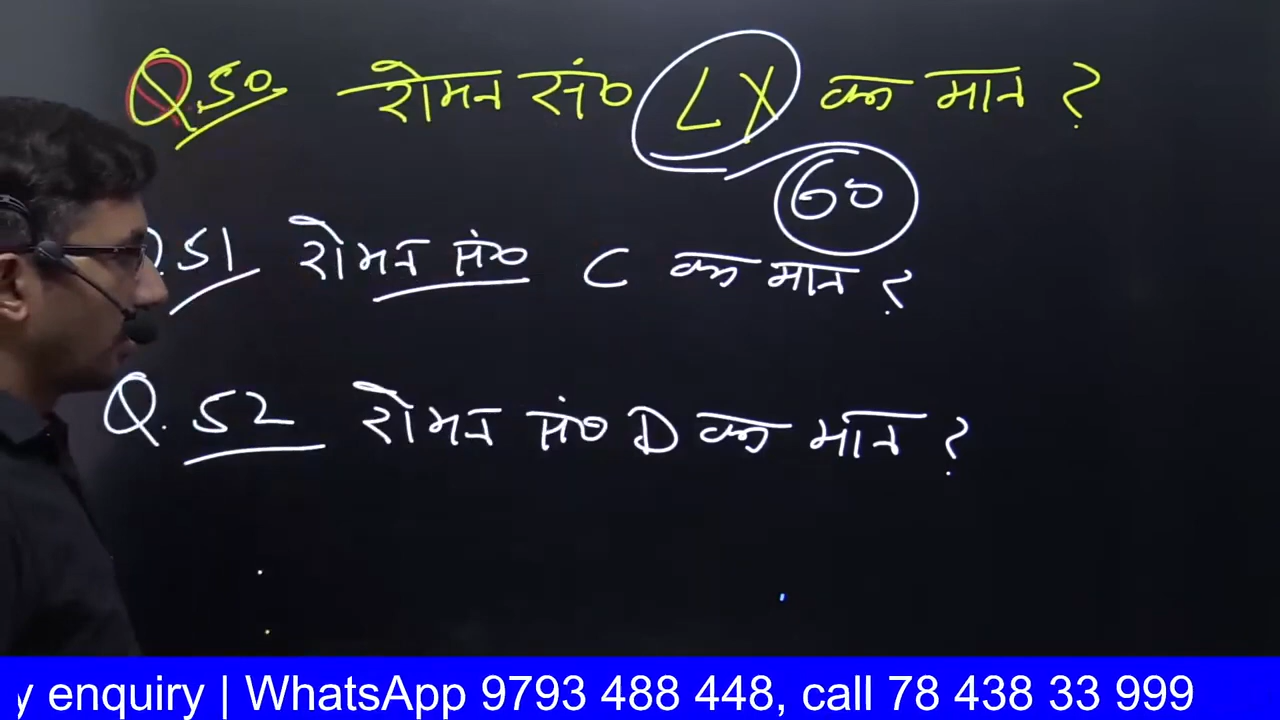 Q.50. रोमन सं० LX का मान ?
60
Q.51 रोमन सं० C का मान ?
Q.52 रोमन सं० D का मान ?
y enquiry | WhatsApp 9793 488 448, call 78 438 33 999